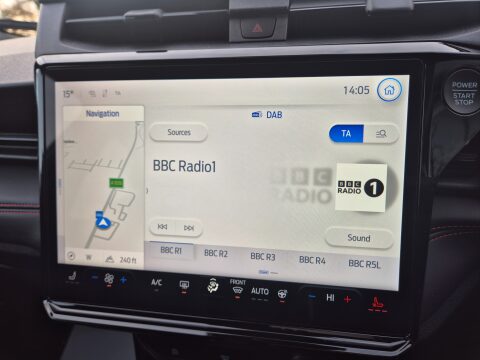 15° TA
14:05
Navigation
DAB
Sources
TA
BBC Radio1
BBC
RADIO
BBC
RADIO 1
Sound
BBC R1 BBC R2 BBC R3 BBC R4 BBC R5L
W 240 ft
A/C
FRONT
AUTO
HI
POWER
START
STOP